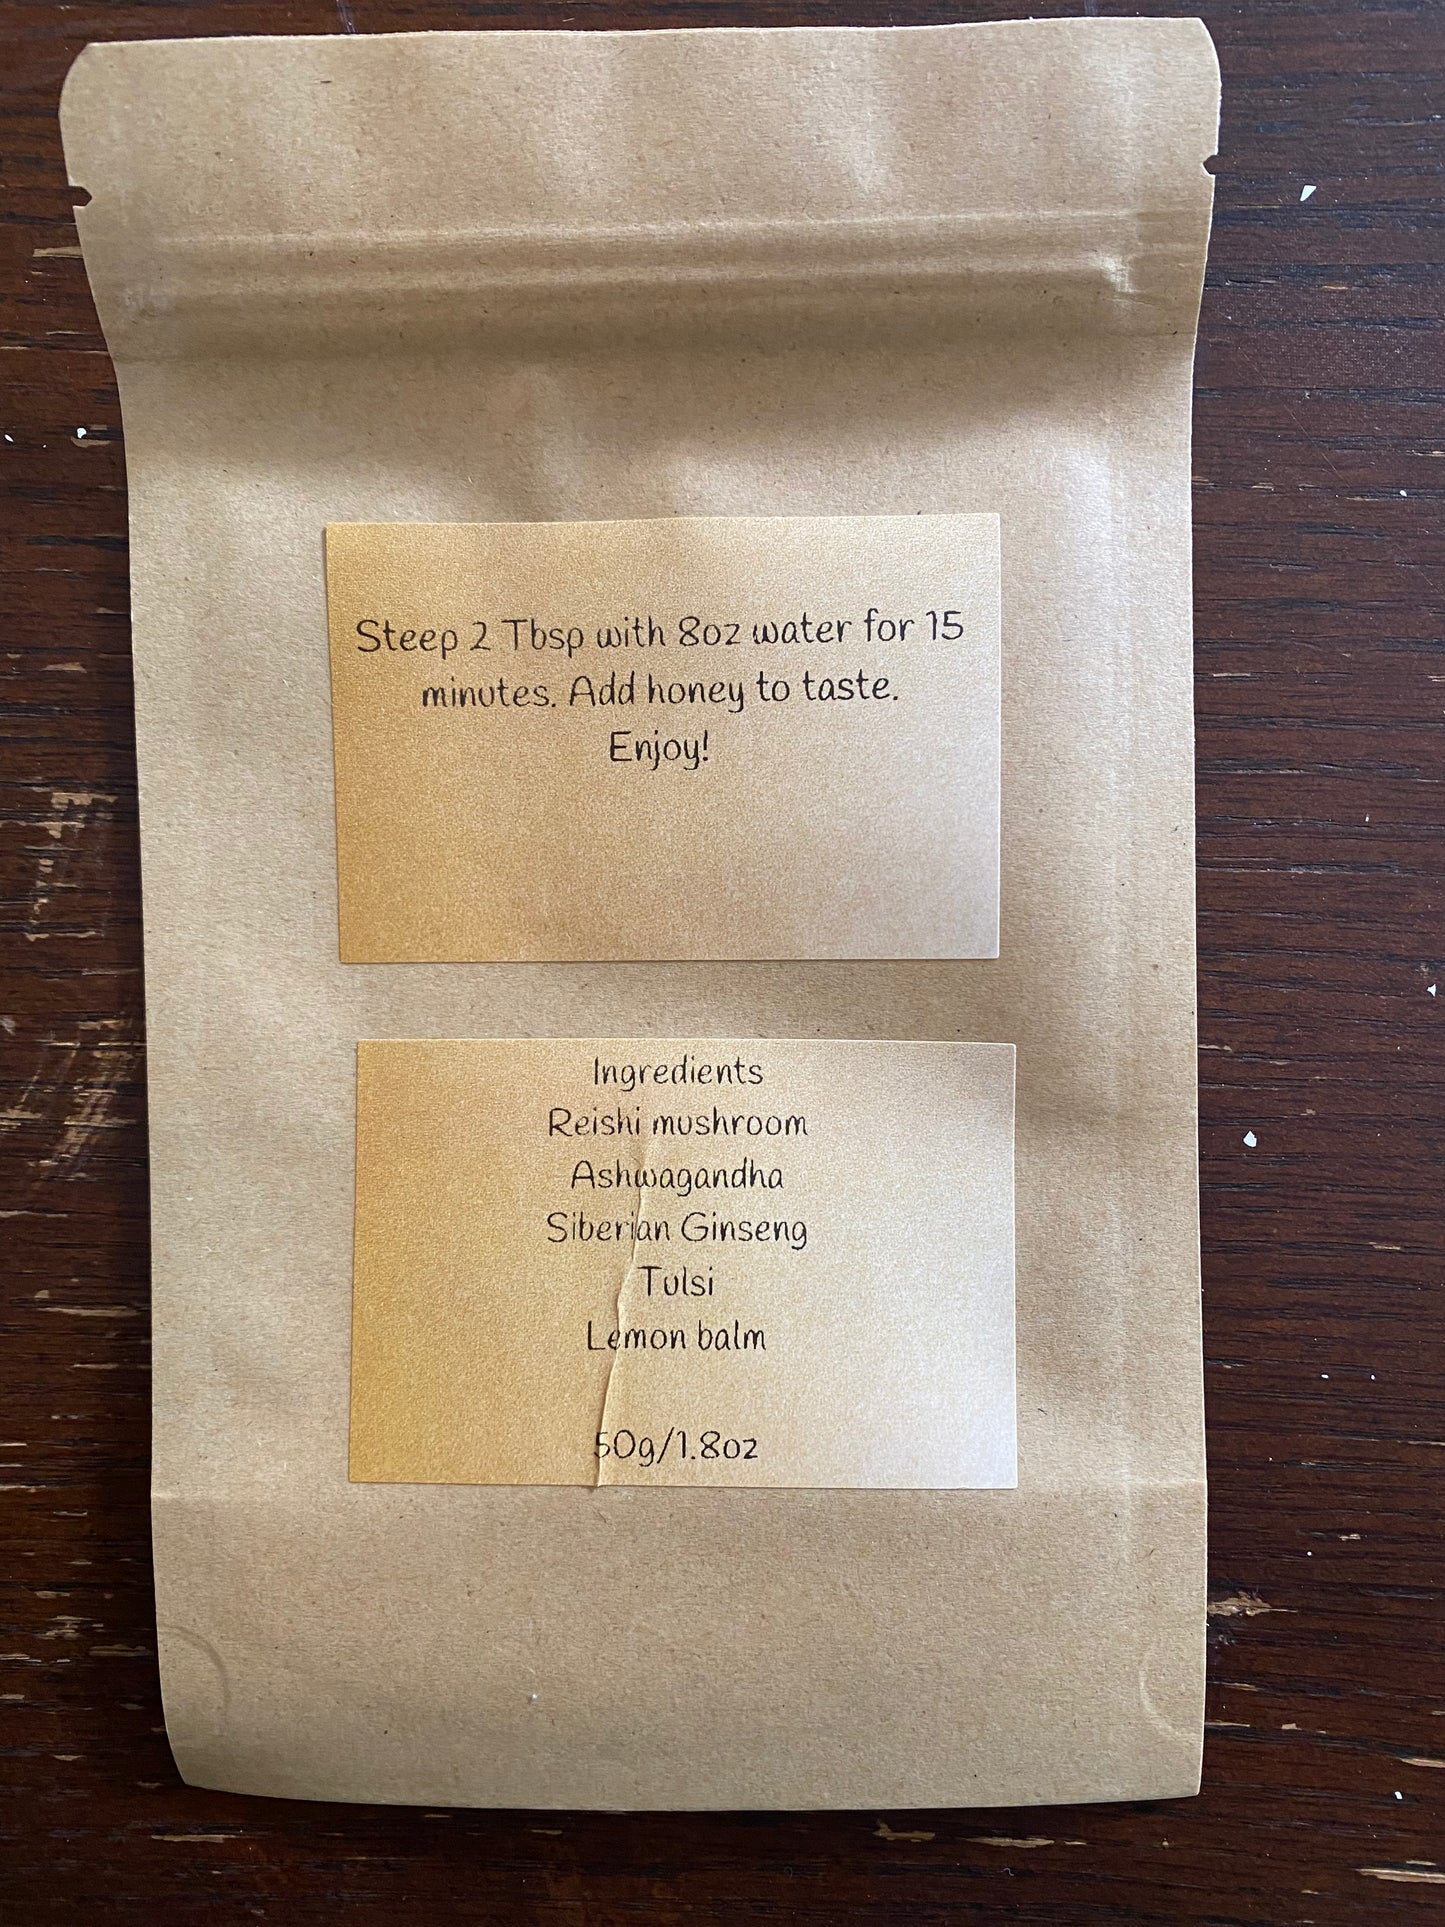 Steep 2 Tbsp with 8oz water for 15
minutes. Add honey to taste.
Enjoy!
Ingredients
Reishi mushroom
Ashwagandha
Siberian Ginseng
Tulsi
Lemon balm
50g/1.8oz